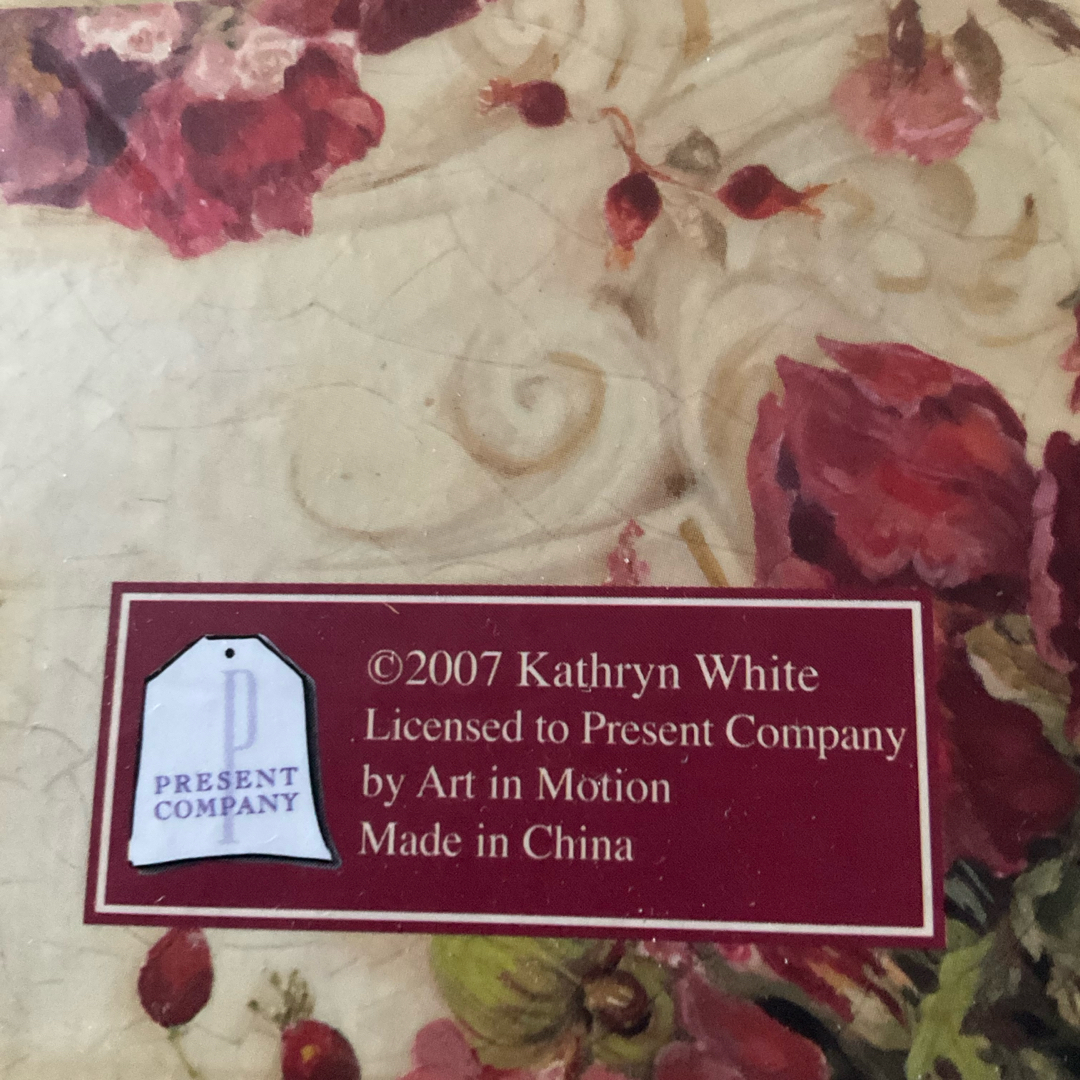 P
PRESENT
COMPANY
©2007 Kathryn White
Licensed to Present Company
by Art in Motion
Made in China